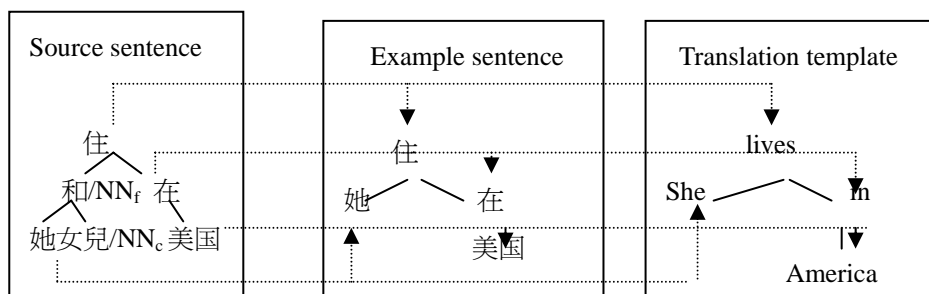 Source sentence
住
和/NNf 在
她女兒/NNc 美国
Example sentence
住
她 在
美国
Translation template
lives
She in
America